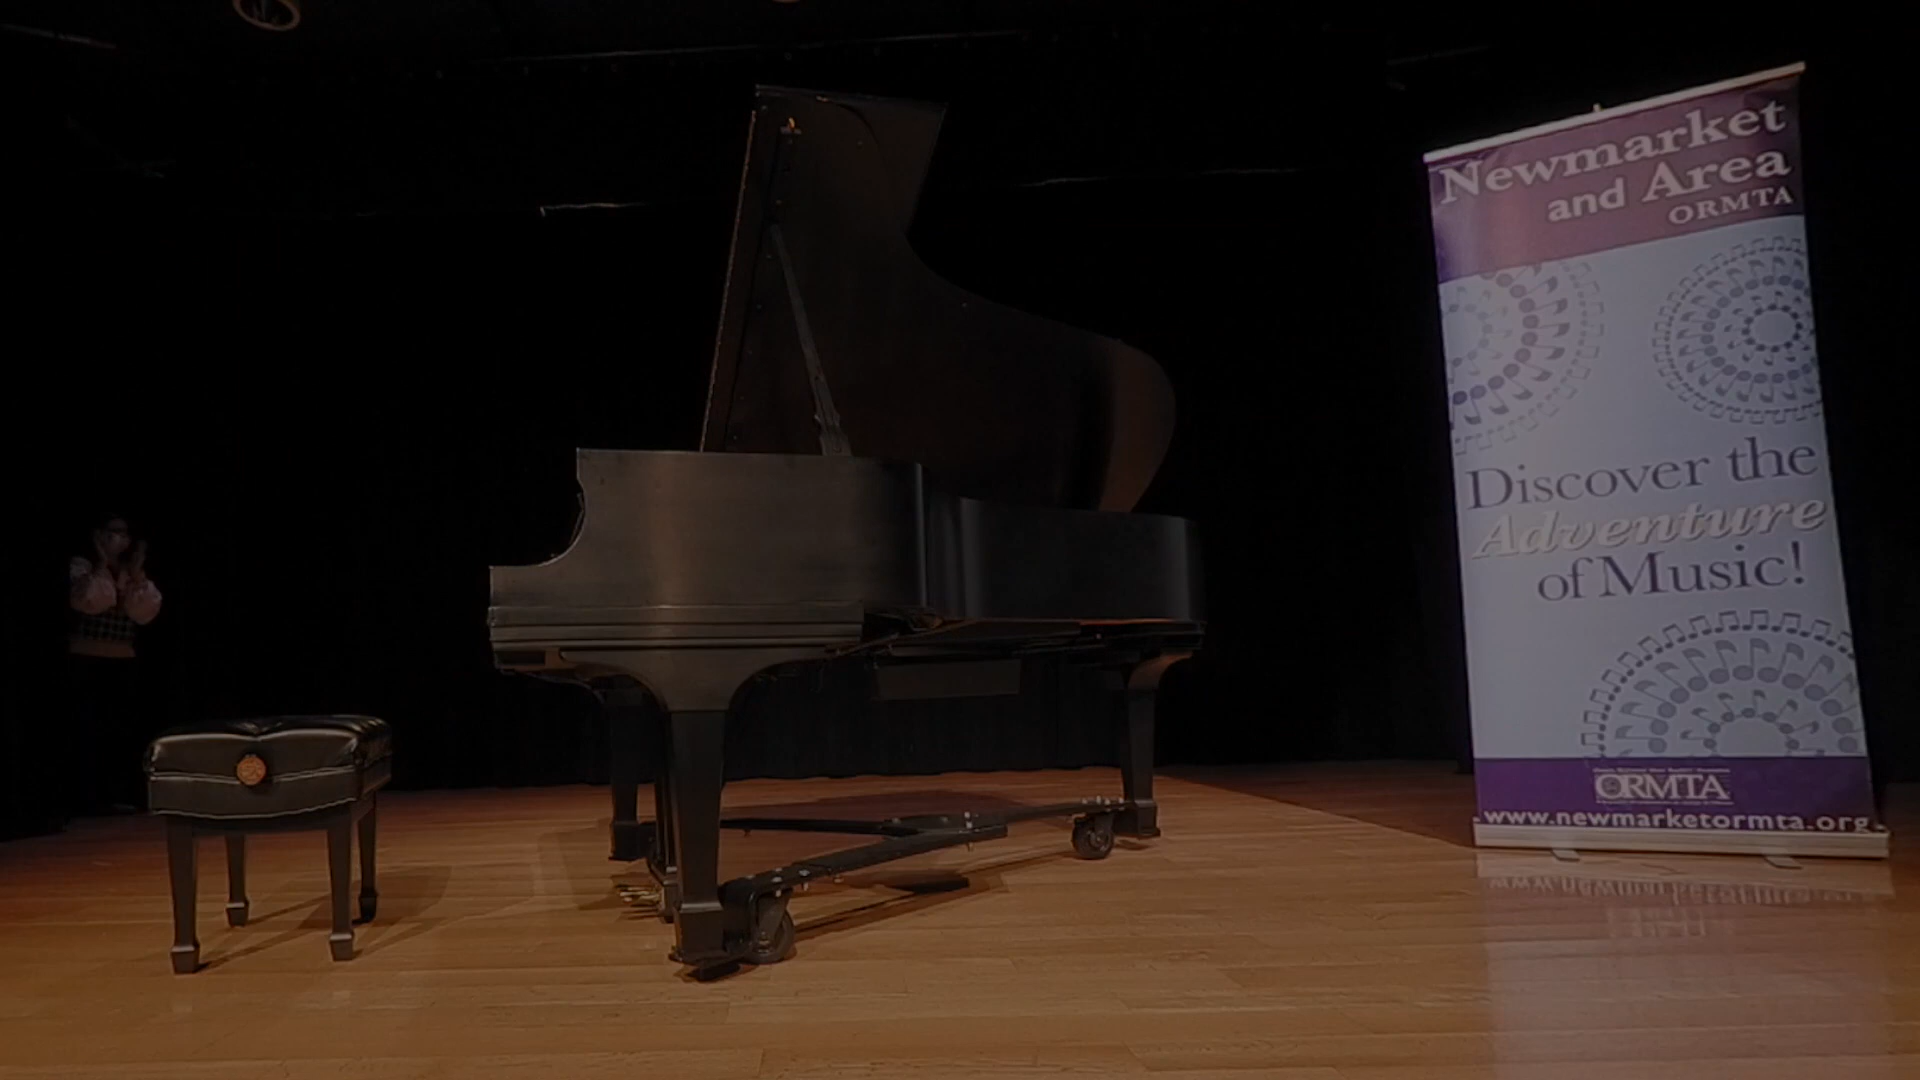 Newmarket
and Area
ORMTA
Discover the
Adventure
of Music!
ORMTA
www.newmarketormta.org